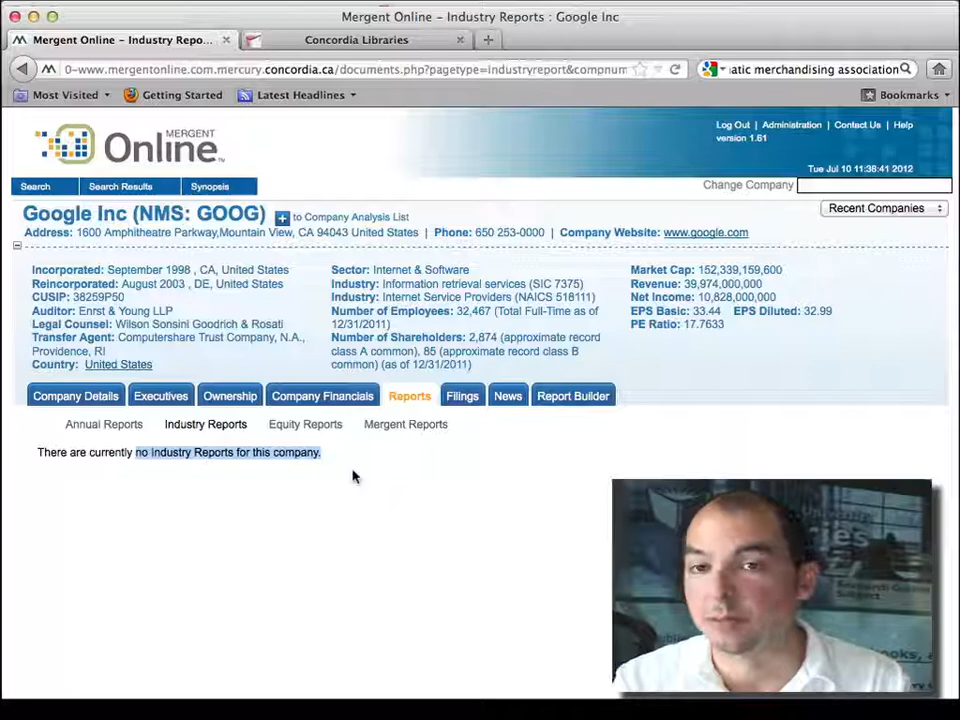 Mergent Online – Industry Reports : Google Inc
Mergent Online – Industry Repo...
Concordia Libraries
0-www.mergentonline.com.mercury.concordia.ca/documents.php?pagetype=industryreport&compnum
atic merchandising association
Most Visited
Getting Started
Latest Headlines
Bookmarks
MERGENT
Online
Log Out | Administration | Contact Us | Help
version 1.61
Tue Jul 10 11:38:41 2012
Search
Search Results
Synopsis
Change Company
Google Inc (NMS: GOOG)
to Company Analysis List
Recent Companies
Address: 1600 Amphitheatre Parkway,Mountain View, CA 94043 United States | Phone: 650 253-0000 | Company Website: www.google.com
Incorporated: September 1998 , CA, United States
Reincorporated: August 2003 , DE, United States
CUSIP: 38259P50
Auditor: Enrst & Young LLP
Legal Counsel: Wilson Sonsini Goodrich & Rosati
Transfer Agent: Computershare Trust Company, N.A.,
Providence, RI
Country: United States
Sector: Internet & Software
Industry: Information retrieval services (SIC 7375)
Industry: Internet Service Providers (NAICS 518111)
Number of Employees: 32,467 (Total Full-Time as of
12/31/2011)
Number of Shareholders: 2,874 (approximate record
class A common), 85 (approximate record class B
common) (as of 12/31/2011)
Market Cap: 152,339,159,600
Revenue: 39,974,000,000
Net Income: 10,828,000,000
EPS Basic: 33.44 EPS Diluted: 32.99
PE Ratio: 17.7633
Company Details
Executives
Ownership
Company Financials
Reports
Filings
News
Report Builder
Annual Reports
Industry Reports
Equity Reports
Mergent Reports
There are currently no Industry Reports for this company.